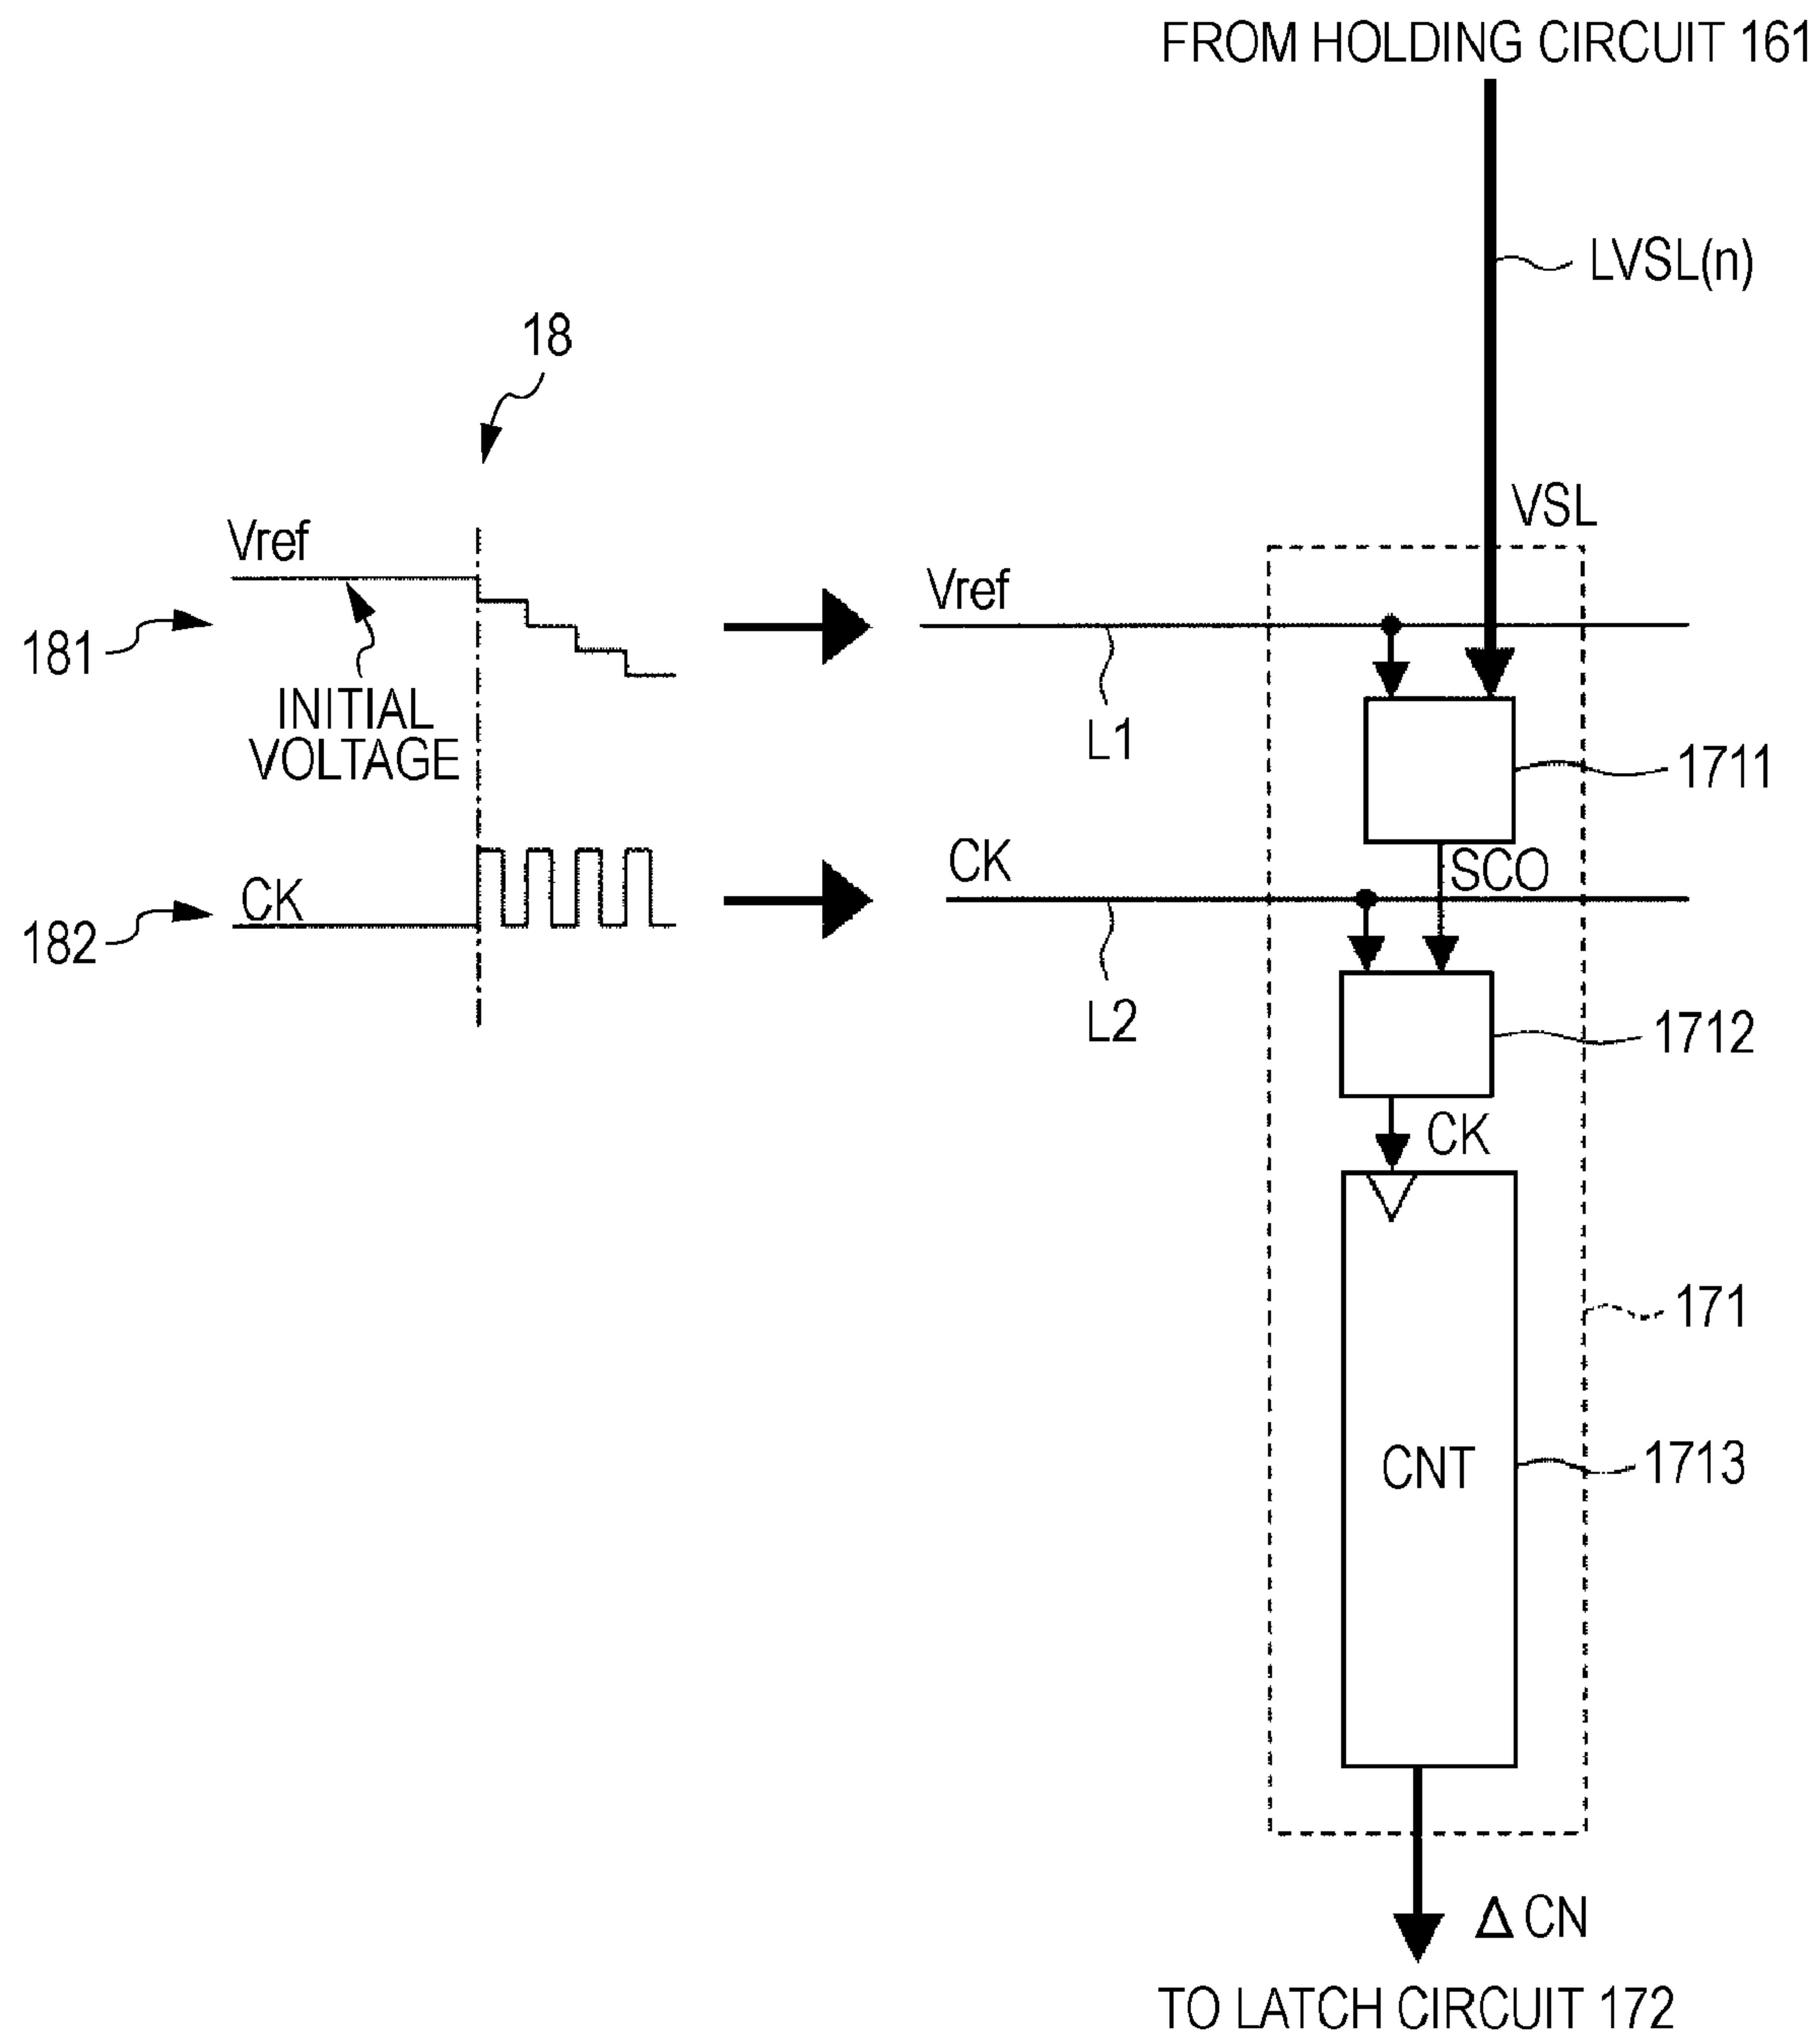 FROM HOLDING CIRCUIT 161
LVSL(n)
18
VSL
Vref
Vref
181
INITIAL
VOLTAGE
L1
1711
CK
SCO
CK
182
L2
1712
CK
171
CNT
1713
Δ CN
TO LATCH CIRCUIT 172